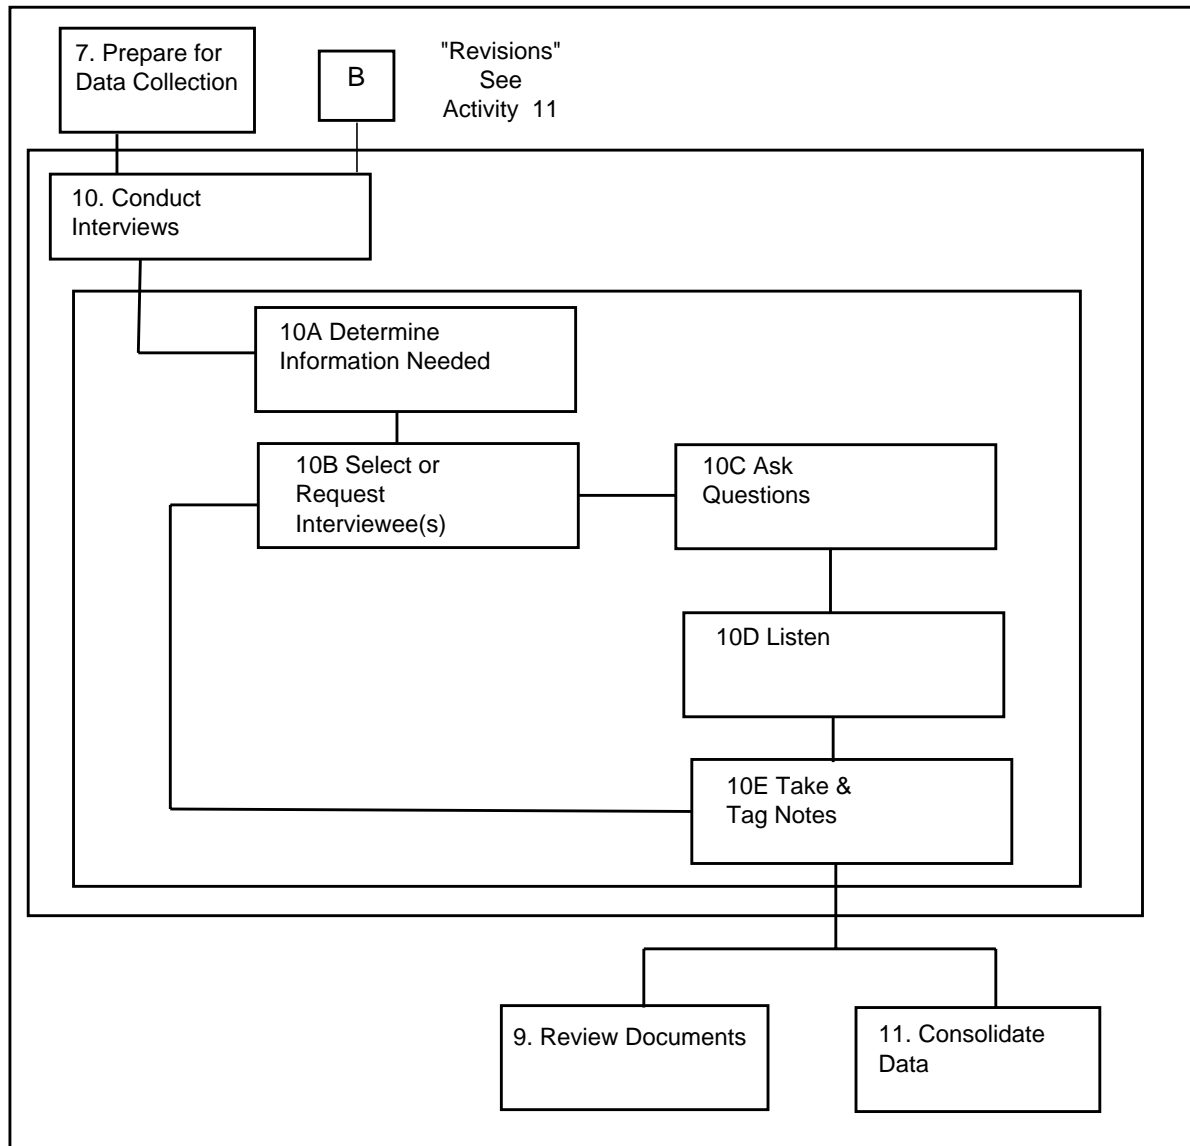 7. Prepare for
Data Collection
B
"Revisions"
See
Activity 11
10. Conduct
Interviews
10A Determine
Information Needed
10B Select or
Request
Interviewee(s)
10C Ask
Questions
10D Listen
10E Take &
Tag Notes
9. Review Documents
11. Consolidate
Data